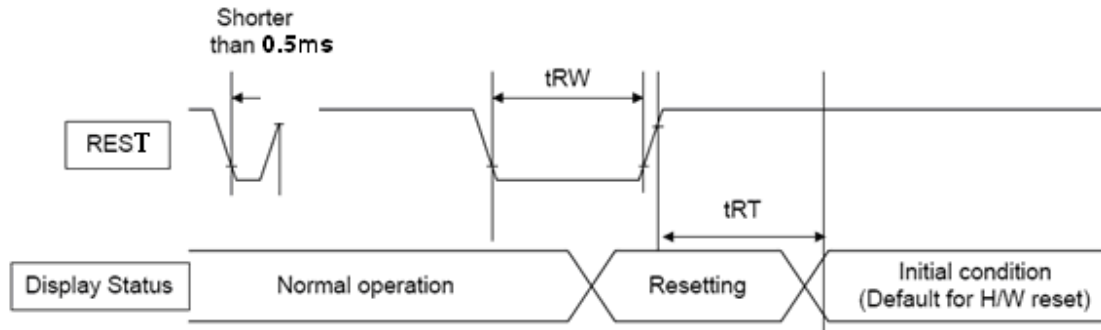 Shorter
than 0.5ms
tRW
REST
tRT
Display Status
Normal operation
Resetting
Initial condition
(Default for H/W reset)